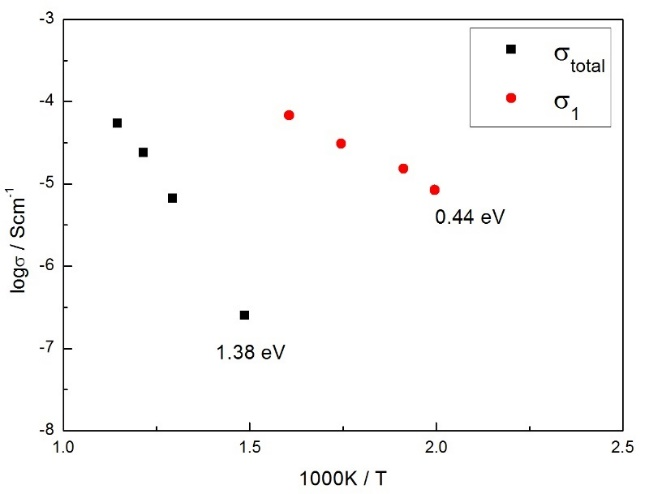 -3
-4
-5
-6
-7
-8
logσ / Scm⁻¹
σtotal
σ1
0.44 eV
1.38 eV
1.0
1.5
2.0
2.5
1000K / T